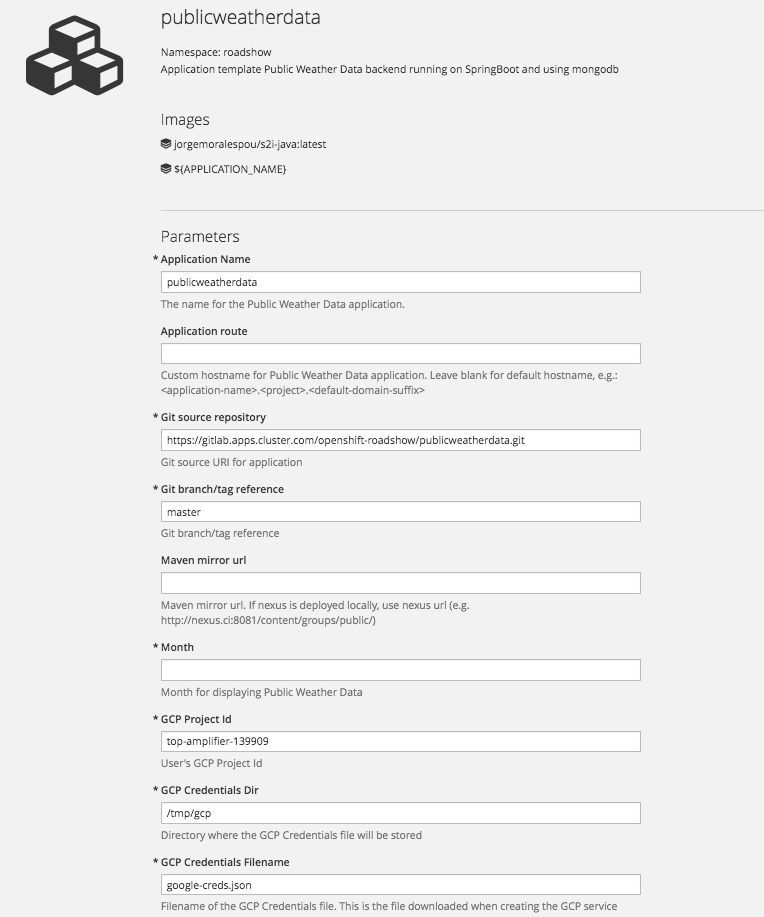 publicweatherdata
Namespace: roadshow
Application template Public Weather Data backend running on SpringBoot and using mongodb
Images
jorgemoralespou/s2i-java:latest
${APPLICATION_NAME}
Parameters
* Application Name
publicweatherdata
The name for the Public Weather Data application.
Application route
Custom hostname for Public Weather Data application. Leave blank for default hostname, e.g.:
<application-name>.<project>.<default-domain-suffix>
* Git source repository
https://gitlab.apps.cluster.com/openshift-roadshow/publicweatherdata.git
Git source URI for application
* Git branch/tag reference
master
Git branch/tag reference
Maven mirror url
Maven mirror url. If nexus is deployed locally, use nexus url (e.g.
http://nexus.ci:8081/content/groups/public/)
* Month
Month for displaying Public Weather Data
* GCP Project Id
top-amplifier-139909
User's GCP Project Id
* GCP Credentials Dir
/tmp/gcp
Directory where the GCP Credentials file will be stored
* GCP Credentials Filename
google-creds.json
Filename of the GCP Credentials file. This is the file downloaded when creating the GCP service